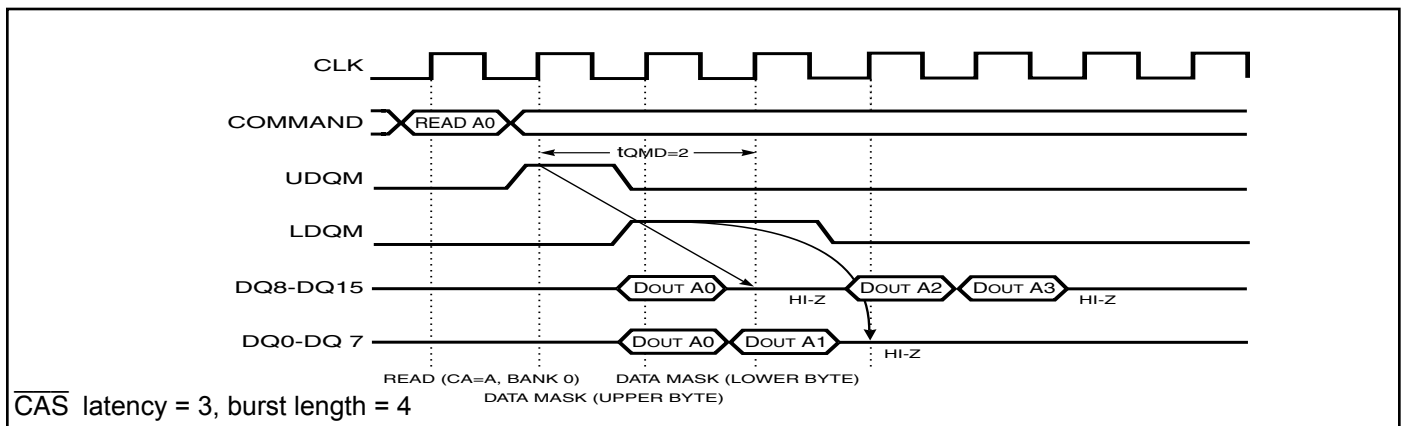 CLK
COMMAND
READ A0
tQMD=2
UDQM
LDQM
DQ8-DQ15
DOUT A0
HI-Z
DOUT A2
DOUT A3
HI-Z
DQ0-DQ 7
DOUT A0
DOUT A1
HI-Z
READ (CA=A, BANK 0)
DATA MASK (LOWER BYTE)
DATA MASK (UPPER BYTE)
CAS latency = 3, burst length = 4